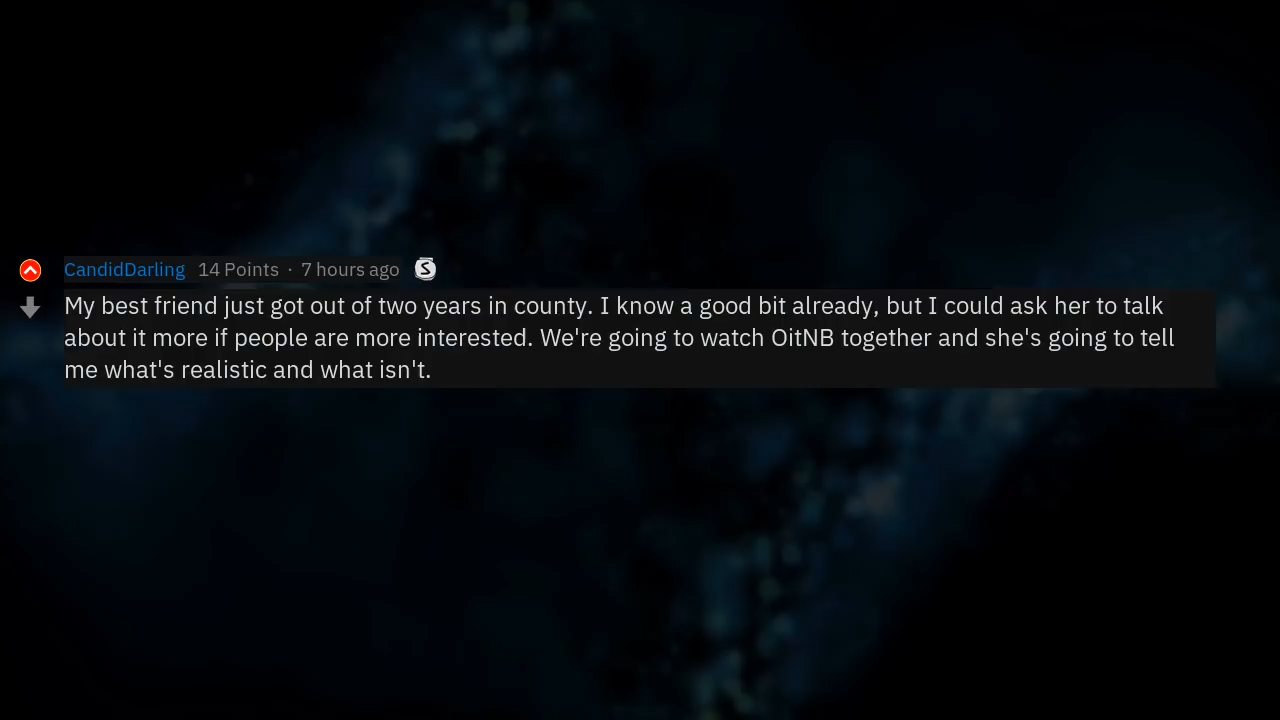 CandidDarling 14 Points · 7 hours ago
My best friend just got out of two years in county. I know a good bit already, but I could ask her to talk
about it more if people are more interested. We're going to watch OitNB together and she's going to tell
me what's realistic and what isn't.